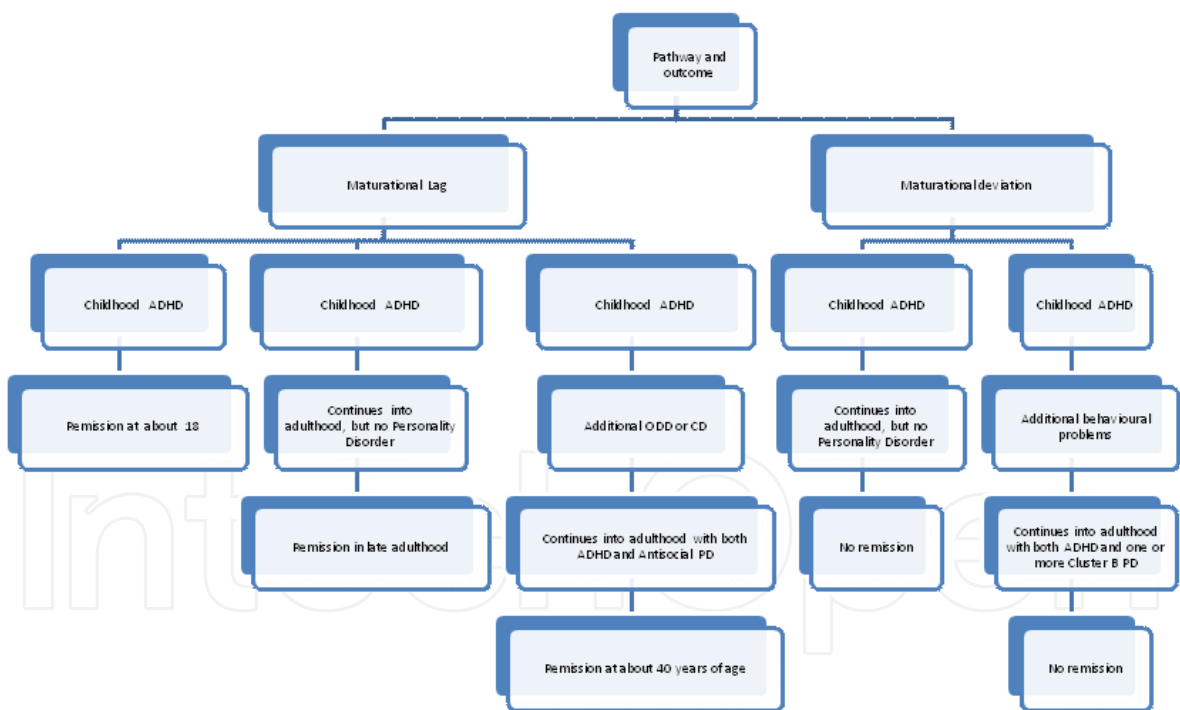 Pathway and
outcome
Maturational Lag
Maturational deviation
Childhood ADHD
Childhood ADHD
Childhood ADHD
Childhood ADHD
Childhood ADHD
Remission at about 18
Continues into
adulthood, but no Personality
Disorder
Additional ODD or CD
Continues into
adulthood, but no
Personality Disorder
Additional behavioural
problems
Remission in late adulthood
Continues into adulthood with both
ADHD and Antisocial PD
No remission
Continues into adulthood
with both ADHD and one or
more Cluster B PD
Remission at about 40 years of age
No remission
IntechOpen